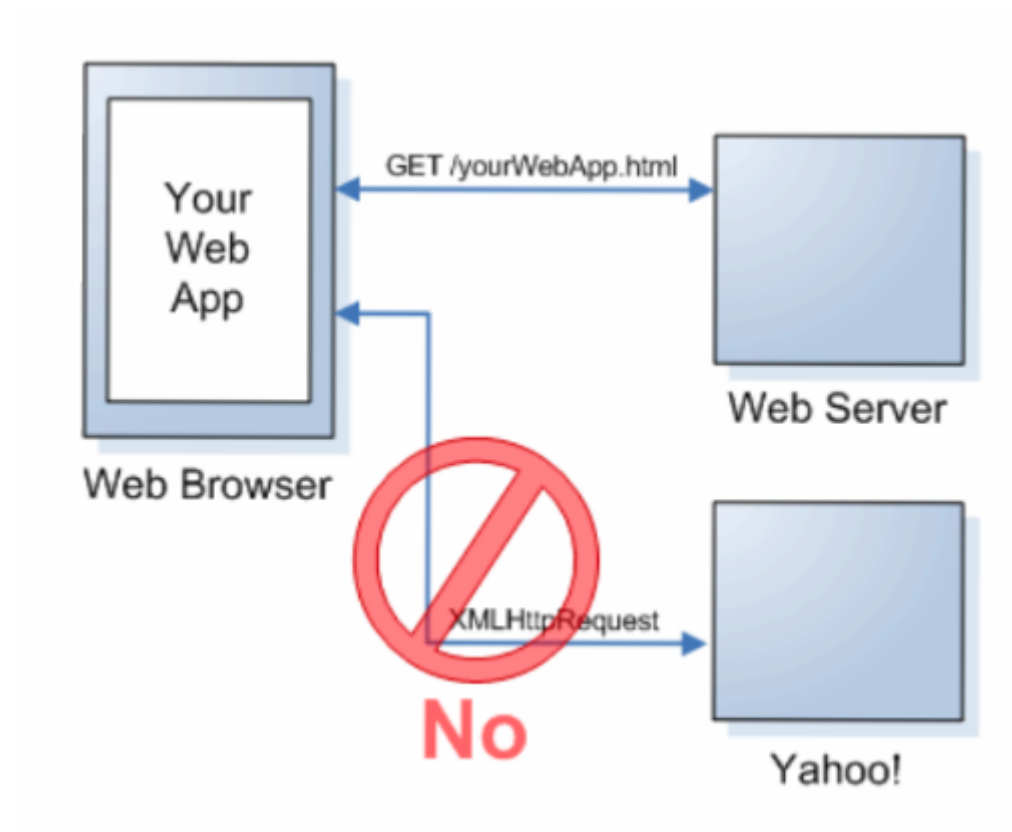 GET /yourWebApp.html
Your
Web
App
Web Server
Web Browser
XMLHttpRequest
No
Yahoo!